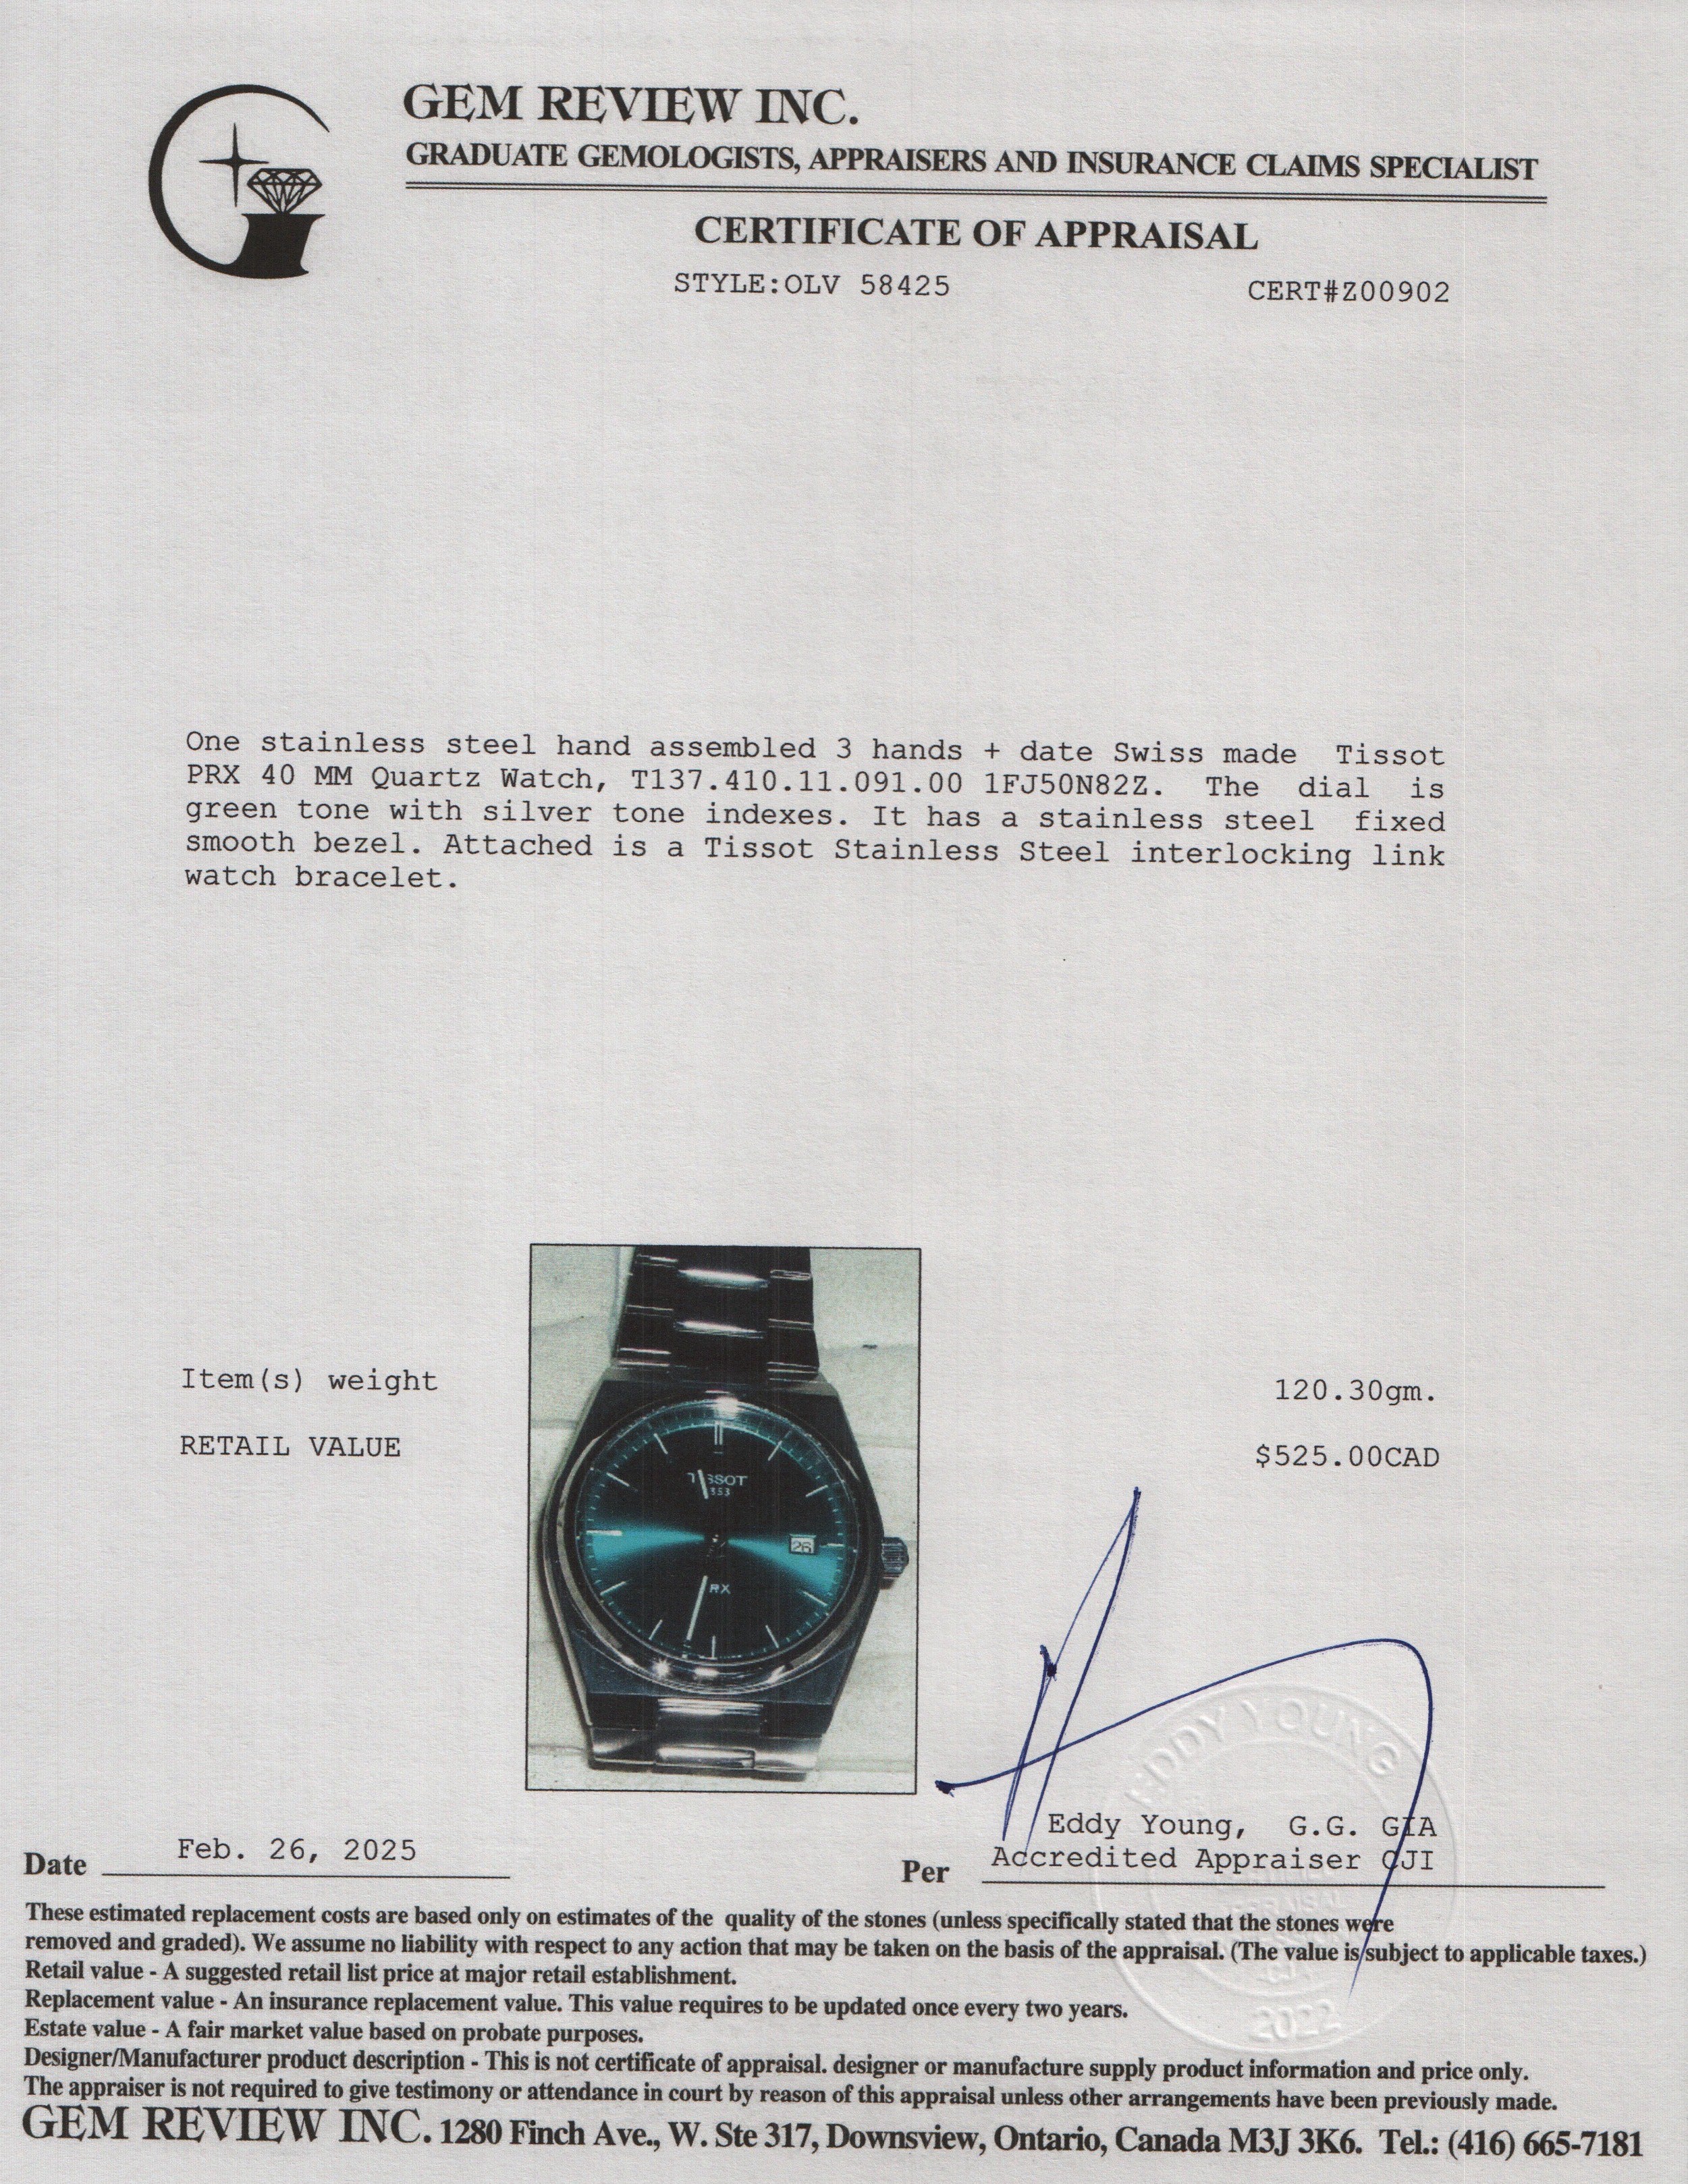 GEM REVIEW INC.
GRADUATE GEMOLOGISTS, APPRAISERS AND INSURANCE CLAIMS SPECIALIST
CERTIFICATE OF APPRAISAL
STYLE:OLV 58425 CERT#Z00902
One stainless steel hand assembled 3 hands + date Swiss made Tissot
PRX 40 MM Quartz Watch, T137.410.11.091.00 1FJ50N82Z. The dial is
green tone with silver tone indexes. It has a stainless steel fixed
smooth bezel. Attached is a Tissot Stainless Steel interlocking link
watch bracelet.
TISSOT
1853
26
PRX
Item(s) weight 120.30gm.
RETAIL VALUE $525.00CAD
EDDY YOUNG
2022
Eddy Young, G.G. GIA
Date Feb. 26, 2025 Per Accredited Appraiser CJI
These estimated replacement costs are based only on estimates of the quality of the stones (unless specifically stated that the stones were
removed and graded). We assume no liability with respect to any action that may be taken on the basis of the appraisal. (The value is subject to applicable taxes.)
Retail value - A suggested retail list price at major retail establishment.
Replacement value - An insurance replacement value. This value requires to be updated once every two years.
Estate value - A fair market value based on probate purposes.
Designer/Manufacturer product description - This is not certificate of appraisal. designer or manufacture supply product information and price only.
The appraiser is not required to give testimony or attendance in court by reason of this appraisal unless other arrangements have been previously made.
GEM REVIEW INC. 1280 Finch Ave., W. Ste 317, Downsview, Ontario, Canada M3J 3K6. Tel.: (416) 665-7181